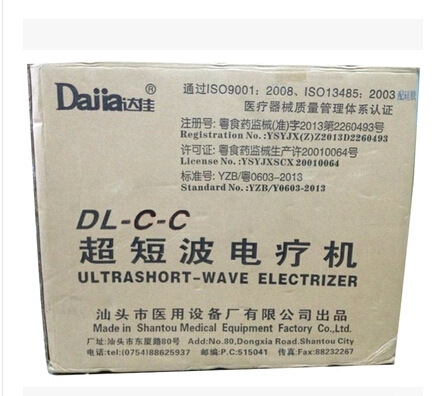 Dajia达佳®
通过ISO9001：2008、ISO13485：2003
医疗器械质量管理体系认证
注册号：粤食药监械(准)字2013第2260493号
Registration No.:YSYJX(Z)Z2013D2260493
许可证：粤食药监械生产许20010064号
License No.:YSYJXSCX 20010064
标准号：YZB/粤0603-2013
Standard No.:YZB/Y0603-2013
DL-C-C
超短波电疗机
ULTRASHORT-WAVE ELECTRIZER
汕头市医用设备厂有限公司出品
Made in Shantou Medical Equipment Factory Co.,Ltd.
厂址:汕头市东厦路80号 Add:No.80,Dongxia Road.Shantou City
电话:tel:(0754)88625937 邮编:P.C:515041 传真:Fax:88232267